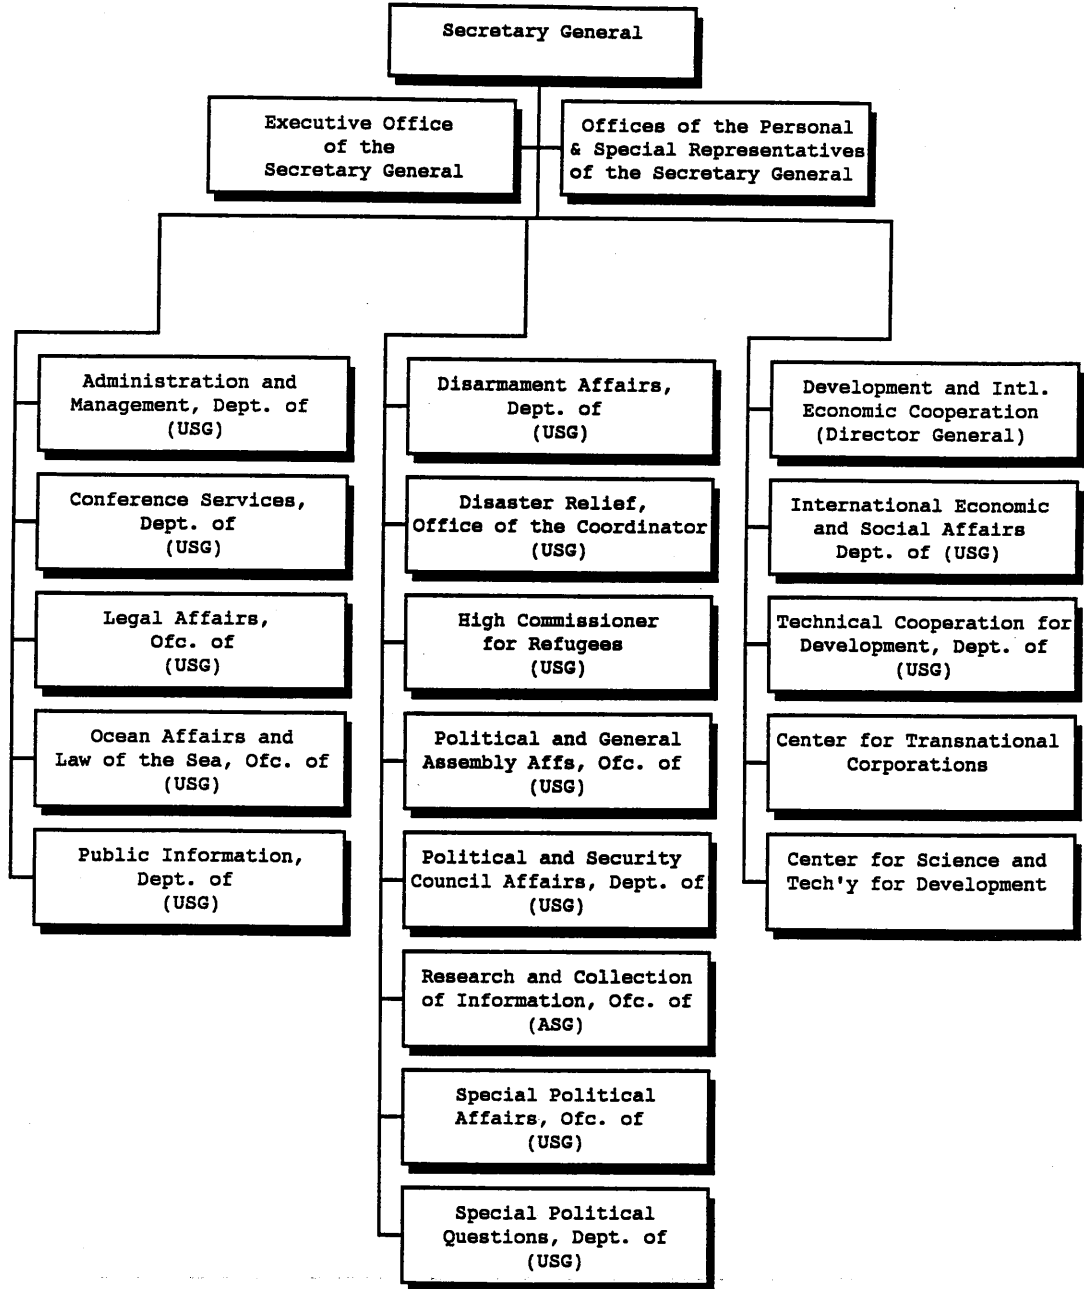 Secretary General
Executive Office
of the
Secretary General
Offices of the Personal
& Special Representatives
of the Secretary General
Administration and
Management, Dept. of
(USG)
Conference Services,
Dept. of
(USG)
Legal Affairs,
Ofc. of
(USG)
Ocean Affairs and
Law of the Sea, Ofc. of
(USG)
Public Information,
Dept. of
(USG)
Disarmament Affairs,
Dept. of
(USG)
Disaster Relief,
Office of the Coordinator
(USG)
High Commissioner
for Refugees
(USG)
Political and General
Assembly Affs, Ofc. of
(USG)
Political and Security
Council Affairs, Dept. of
(USG)
Research and Collection
of Information, Ofc. of
(ASG)
Special Political
Affairs, Ofc. of
(USG)
Special Political
Questions, Dept. of
(USG)
Development and Intl.
Economic Cooperation
(Director General)
International Economic
and Social Affairs
Dept. of (USG)
Technical Cooperation for
Development, Dept. of
(USG)
Center for Transnational
Corporations
Center for Science and
Tech'y for Development